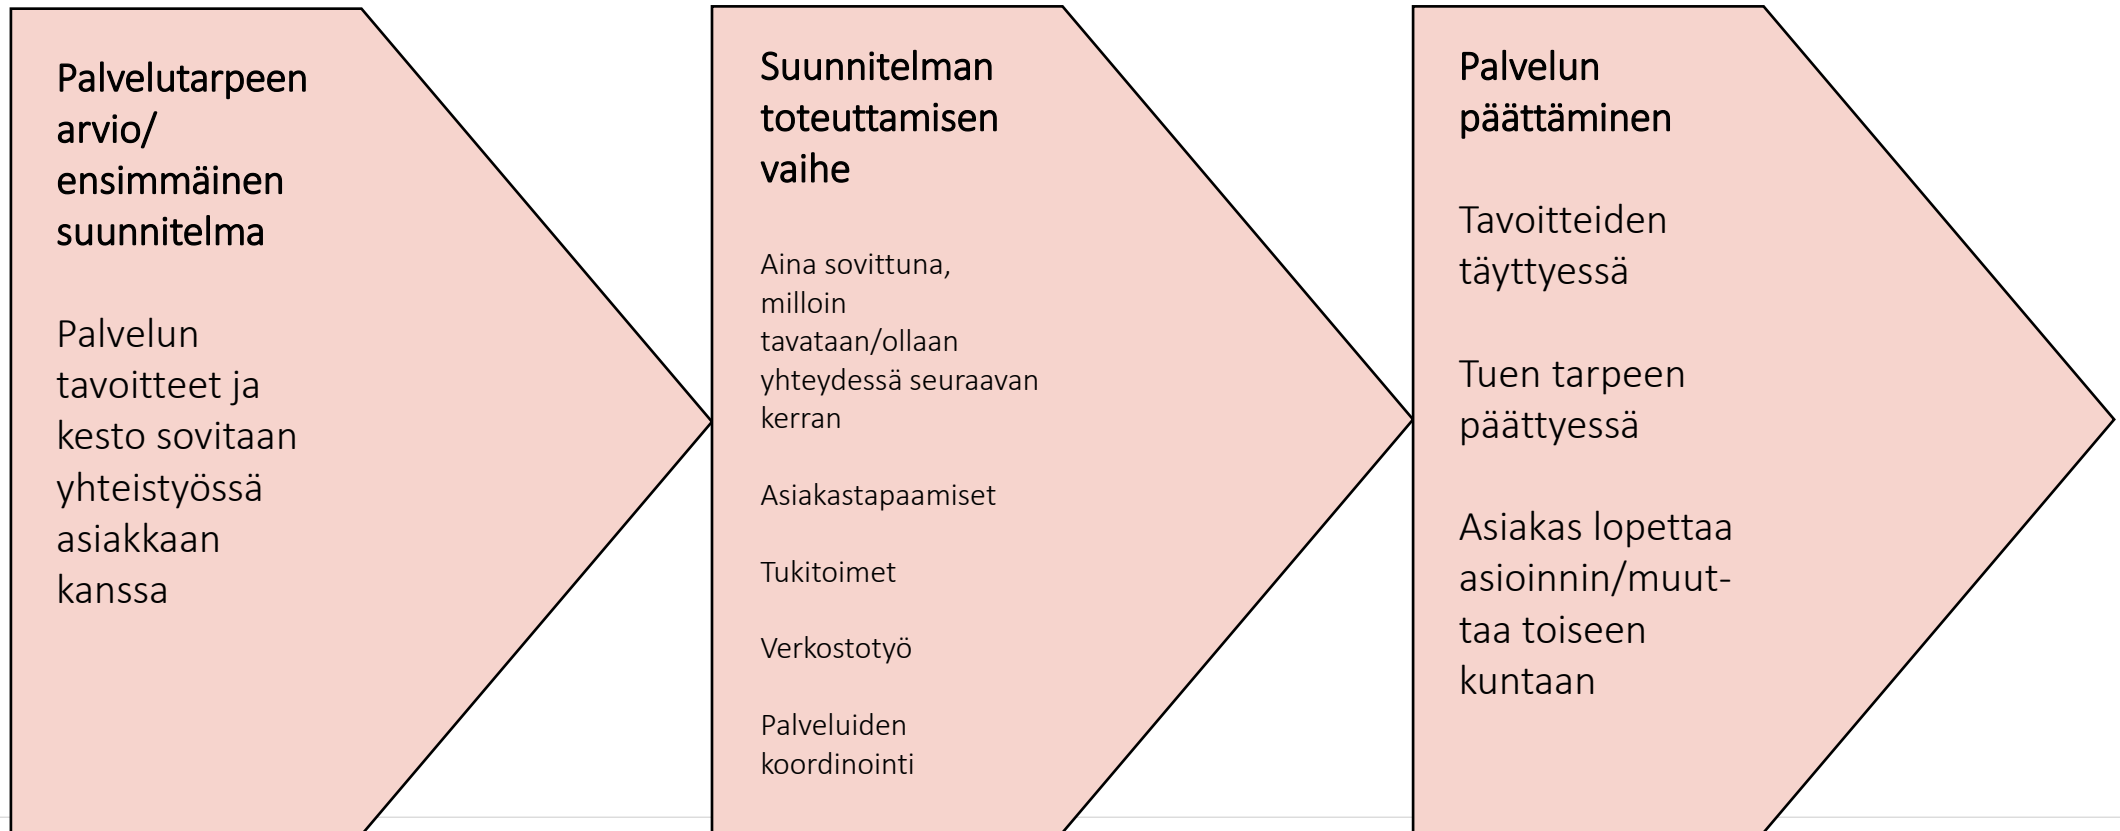 Palvelutarpeen
arvio/
ensimmäinen
suunnitelma
Palvelun
tavoitteet ja
kesto sovitaan
yhteistyössä
asiakkaan
kanssa
Suunnitelman
toteuttamisen
vaihe
Aina sovittuna,
milloin
tavataan/ollaan
yhteydessä seuraavan
kerran
Asiakastapaamiset
Tukitoimet
Verkostotyö
Palveluiden
koordinointi
Palvelun
päättäminen
Tavoitteiden
täyttyessä
Tuen tarpeen
päättyessä
Asiakas lopettaa
asioinnin/muut-
taa toiseen
kuntaan